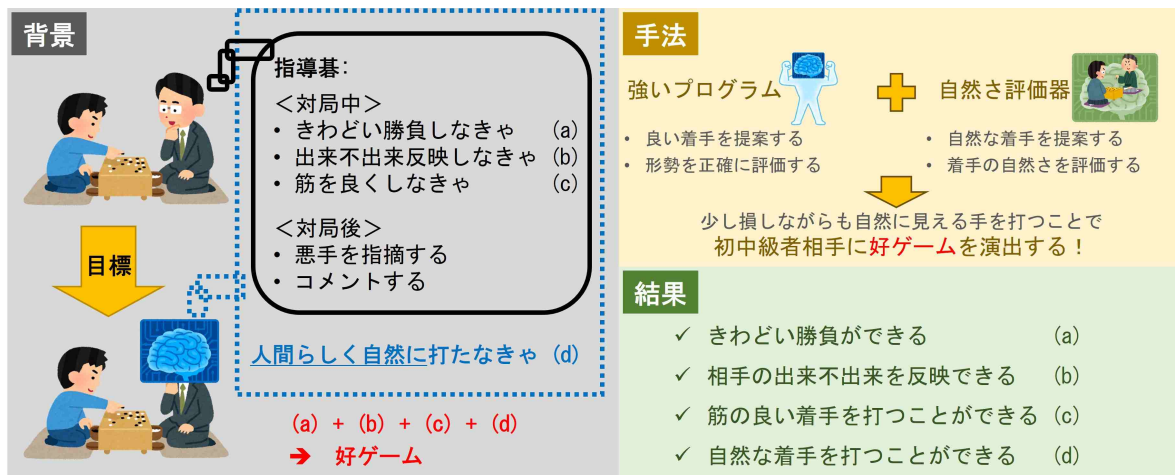 背景
指導碁:
<対局中>
• きわどい勝負しなきゃ (a)
• 出来不出来反映しなきゃ (b)
• 筋を良くしなきゃ (c)
<対局後>
• 悪手を指摘する
• コメントする
目標
人間らしく自然に打たなきゃ (d)
(a) + (b) + (c) + (d)
➔ 好ゲーム
手法
強いプログラム
• 良い着手を提案する
• 形勢を正確に評価する
自然さ評価器
• 自然な着手を提案する
• 着手の自然さを評価する
少し損しながらも自然に見える手を打つことで
初中級者相手に好ゲームを演出する！
結果
✓ きわどい勝負ができる (a)
✓ 相手の出来不出来を反映できる (b)
✓ 筋の良い着手を打つことができる (c)
✓ 自然な着手を打つことができる (d)